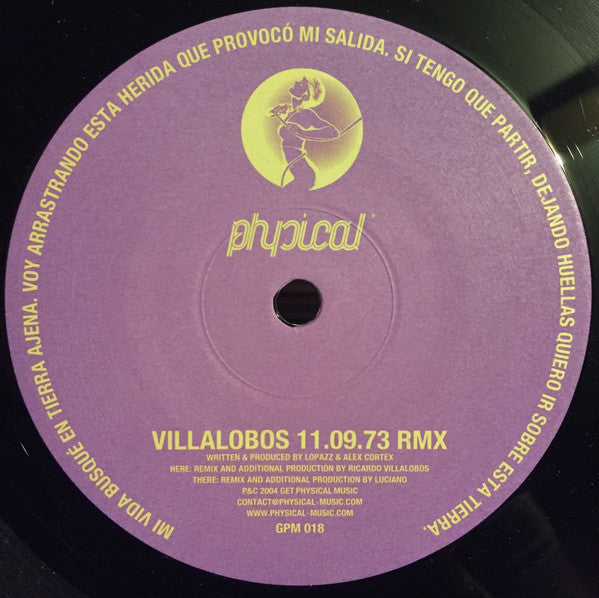 MI VIDA BUSQUÉ EN TIERRA AJENA. VOY ARRASTRANDO ESTA HERIDA QUE PROVOCÓ MI SALIDA. SI TENGO QUE PARTIR, DEJANDO HUELLAS QUIERO IR SOBRE ESTA TIERRA.
physical
VILLALOBOS 11.09.73 RMX
WRITTEN & PRODUCED BY LOPAZZ & ALEX CORTEX
HERE: REMIX AND ADDITIONAL PRODUCTION BY RICARDO VILLALOBOS
THERE: REMIX AND ADDITIONAL PRODUCTION BY LUCIANO
P&C 2004 GET PHYSICAL MUSIC
CONTACT@PHYSICAL-MUSIC.COM
WWW.PHYSICAL-MUSIC.COM
GPM 018